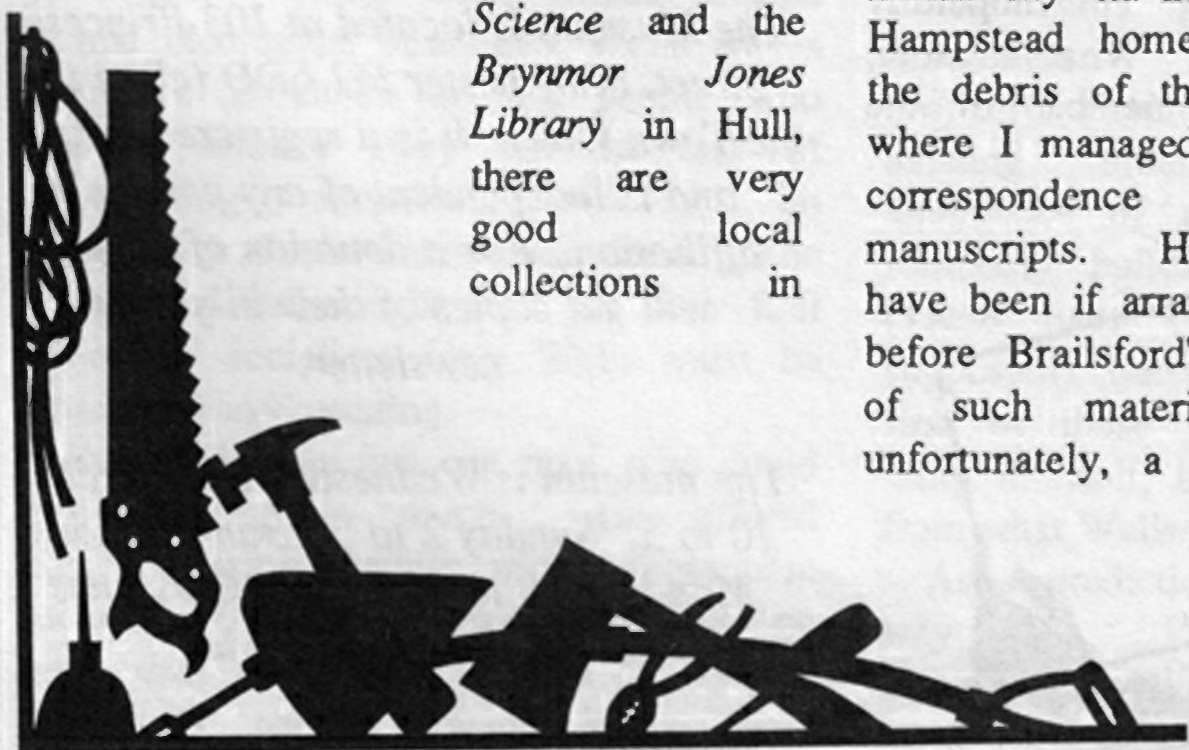 Science and the
Brynmor Jones
Library in Hull,
there are very
good local
collections in
Hampstead home
the debris of th
where I managed
correspondence
manuscripts. H
have been if arra
before Brailsford'
of such materi
unfortunately, a